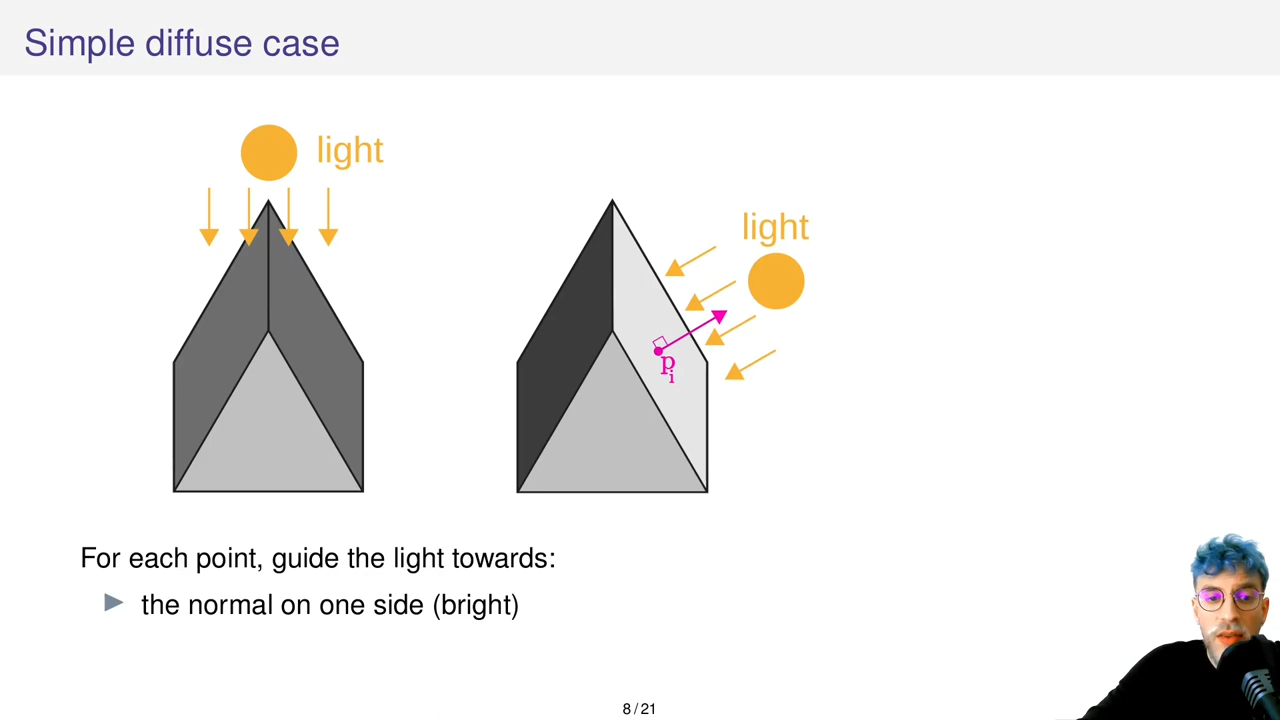 Simple diffuse case
light
light
pi
For each point, guide the light towards:
the normal on one side (bright)
8 / 21